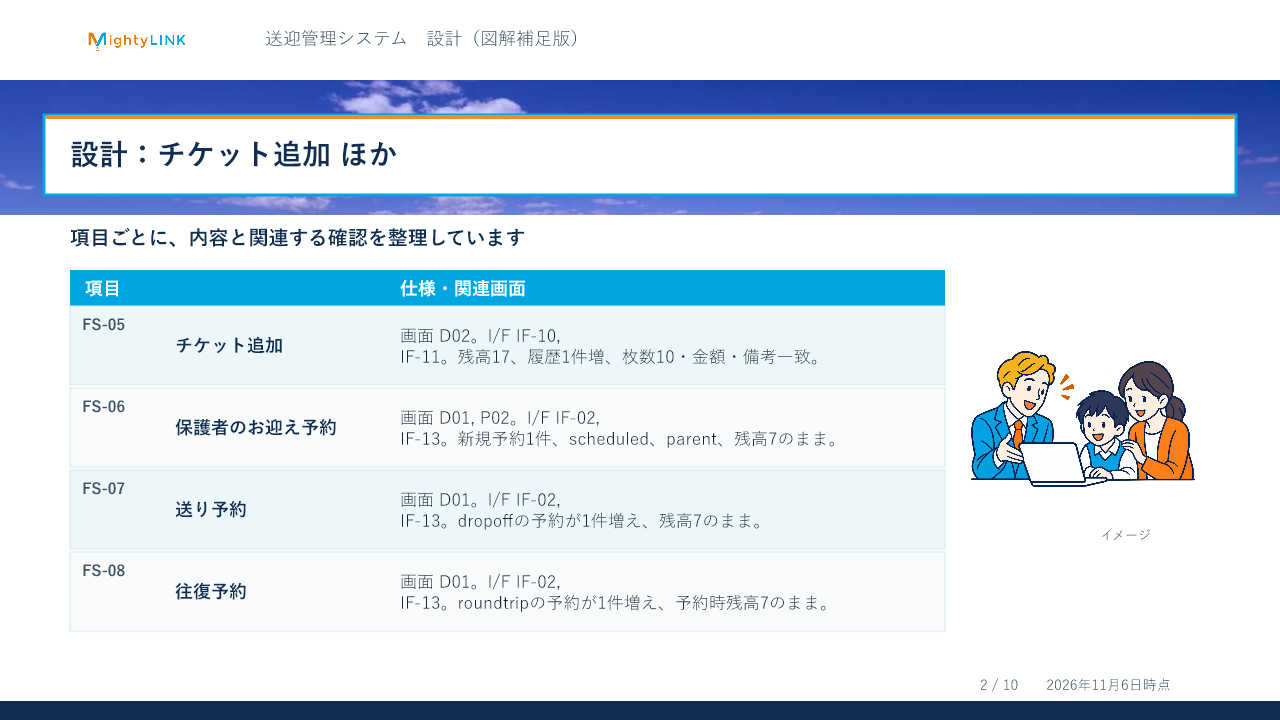 MightyLINK
送迎管理システム　設計（図解補足版）
設計：チケット追加 ほか
項目ごとに、内容と関連する確認を整理しています
項目
仕様・関連画面
FS-05
チケット追加
画面 D02。I/F IF-10,
IF-11。残高17、履歴1件増、枚数10・金額・備考一致。
FS-06
保護者のお迎え予約
画面 D01, P02。I/F IF-02,
IF-13。新規予約1件、scheduled、parent、残高7のまま。
FS-07
送り予約
画面 D01。I/F IF-02,
IF-13。dropoffの予約が1件増え、残高7のまま。
FS-08
往復予約
画面 D01。I/F IF-02,
IF-13。roundtripの予約が1件増え、予約時残高7のまま。
イメージ
2 / 10
2026年11月6日時点